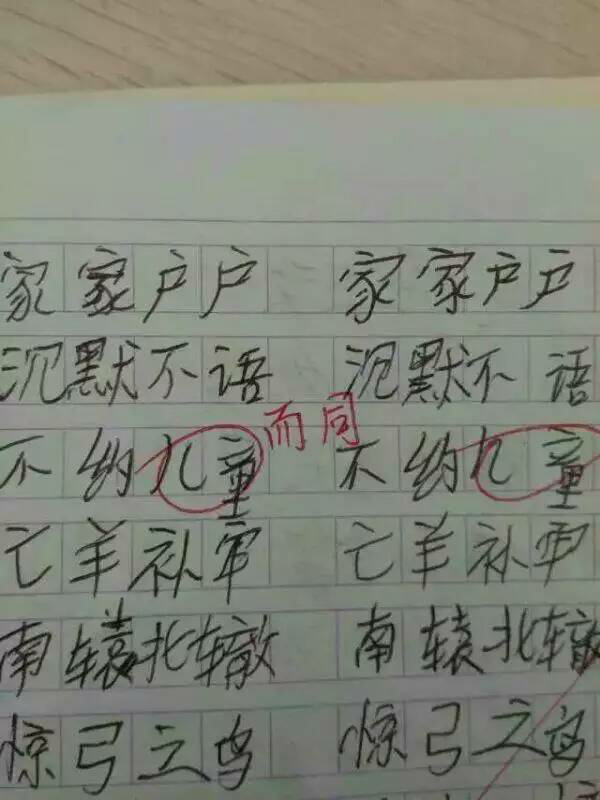 家家户户 家家户户
沉默不语 沉默不语
而同
不约儿童 不约儿童
亡羊补牢 亡羊补牢
南辕北辙 南辕北辙
惊弓之鸟 惊弓之鸟